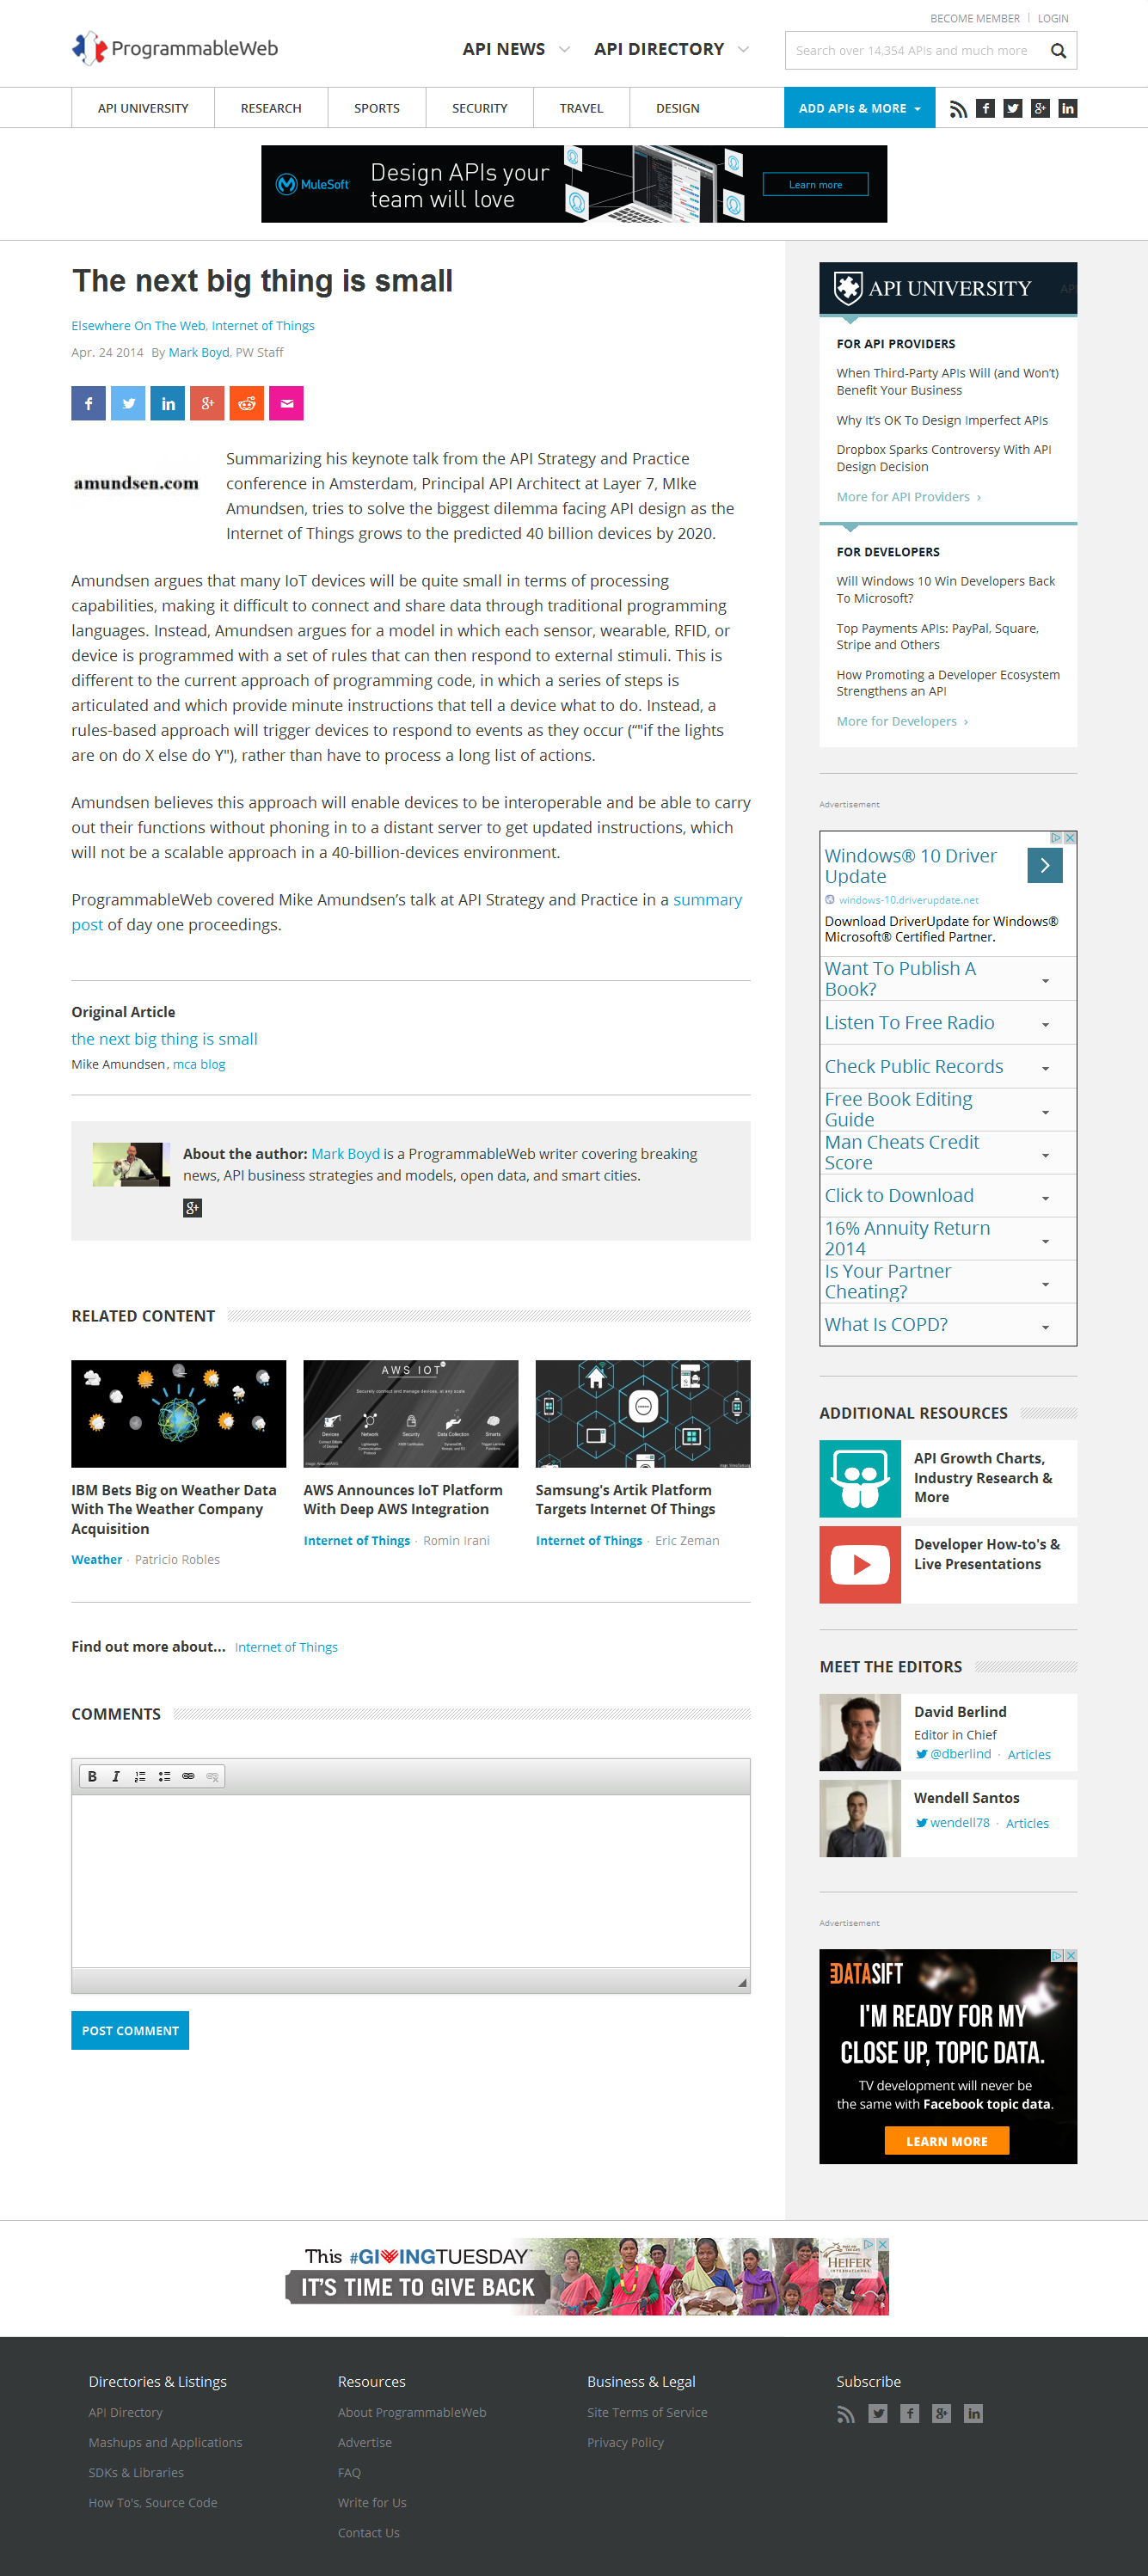 BECOME MEMBER | LOGIN
ProgrammableWeb
API NEWS
API DIRECTORY
Search over 14,354 APIs and much more
API UNIVERSITY
RESEARCH
SPORTS
SECURITY
TRAVEL
DESIGN
ADD APIs & MORE
MuleSoft
Design APIs your
team will love
Learn more
The next big thing is small
Elsewhere On The Web, Internet of Things
Apr. 24 2014 By Mark Boyd, PW Staff
amundsen.com
Summarizing his keynote talk from the API Strategy and Practice
conference in Amsterdam, Principal API Architect at Layer 7, MIke
Amundsen, tries to solve the biggest dilemma facing API design as the
Internet of Things grows to the predicted 40 billion devices by 2020.
Amundsen argues that many IoT devices will be quite small in terms of processing
capabilities, making it difficult to connect and share data through traditional programming
languages. Instead, Amundsen argues for a model in which each sensor, wearable, RFID, or
device is programmed with a set of rules that can then respond to external stimuli. This is
different to the current approach of programming code, in which a series of steps is
articulated and which provide minute instructions that tell a device what to do. Instead, a
rules-based approach will trigger devices to respond to events as they occur (“"if the lights
are on do X else do Y"), rather than have to process a long list of actions.
Amundsen believes this approach will enable devices to be interoperable and be able to carry
out their functions without phoning in to a distant server to get updated instructions, which
will not be a scalable approach in a 40-billion-devices environment.
ProgrammableWeb covered Mike Amundsen’s talk at API Strategy and Practice in a summary
post of day one proceedings.
Original Article
the next big thing is small
Mike Amundsen, mca blog
About the author: Mark Boyd is a ProgrammableWeb writer covering breaking
news, API business strategies and models, open data, and smart cities.
RELATED CONTENT
AWS IOT
Securely connect and manage devices, at any scale
Devices
Network
Security
Data Collection
Smarts
IBM Bets Big on Weather Data
With The Weather Company
Acquisition
Weather · Patricio Robles
AWS Announces IoT Platform
With Deep AWS Integration
Internet of Things · Romin Irani
Samsung's Artik Platform
Targets Internet Of Things
Internet of Things · Eric Zeman
Find out more about... Internet of Things
COMMENTS
POST COMMENT
API UNIVERSITY
FOR API PROVIDERS
When Third-Party APIs Will (and Won’t)
Benefit Your Business
Why It’s OK To Design Imperfect APIs
Dropbox Sparks Controversy With API
Design Decision
More for API Providers ›
FOR DEVELOPERS
Will Windows 10 Win Developers Back
To Microsoft?
Top Payments APIs: PayPal, Square,
Stripe and Others
How Promoting a Developer Ecosystem
Strengthens an API
More for Developers ›
Advertisement
Windows® 10 Driver
Update
windows-10.driverupdate.net
Download DriverUpdate for Windows®
Microsoft® Certified Partner.
Want To Publish A
Book?
Listen To Free Radio
Check Public Records
Free Book Editing
Guide
Man Cheats Credit
Score
Click to Download
16% Annuity Return
2014
Is Your Partner
Cheating?
What Is COPD?
ADDITIONAL RESOURCES
API Growth Charts,
Industry Research &
More
Developer How-to's &
Live Presentations
MEET THE EDITORS
David Berlind
Editor in Chief
@dberlind · Articles
Wendell Santos
wendell78 · Articles
Advertisement
DATASIFT
I'M READY FOR MY
CLOSE UP, TOPIC DATA.
TV development will never be
the same with Facebook topic data.
LEARN MORE
This #GIVINGTUESDAY
IT'S TIME TO GIVE BACK
HEIFER
INTERNATIONAL
Directories & Listings
API Directory
Mashups and Applications
SDKs & Libraries
How To's, Source Code
Resources
About ProgrammableWeb
Advertise
FAQ
Write for Us
Contact Us
Business & Legal
Site Terms of Service
Privacy Policy
Subscribe